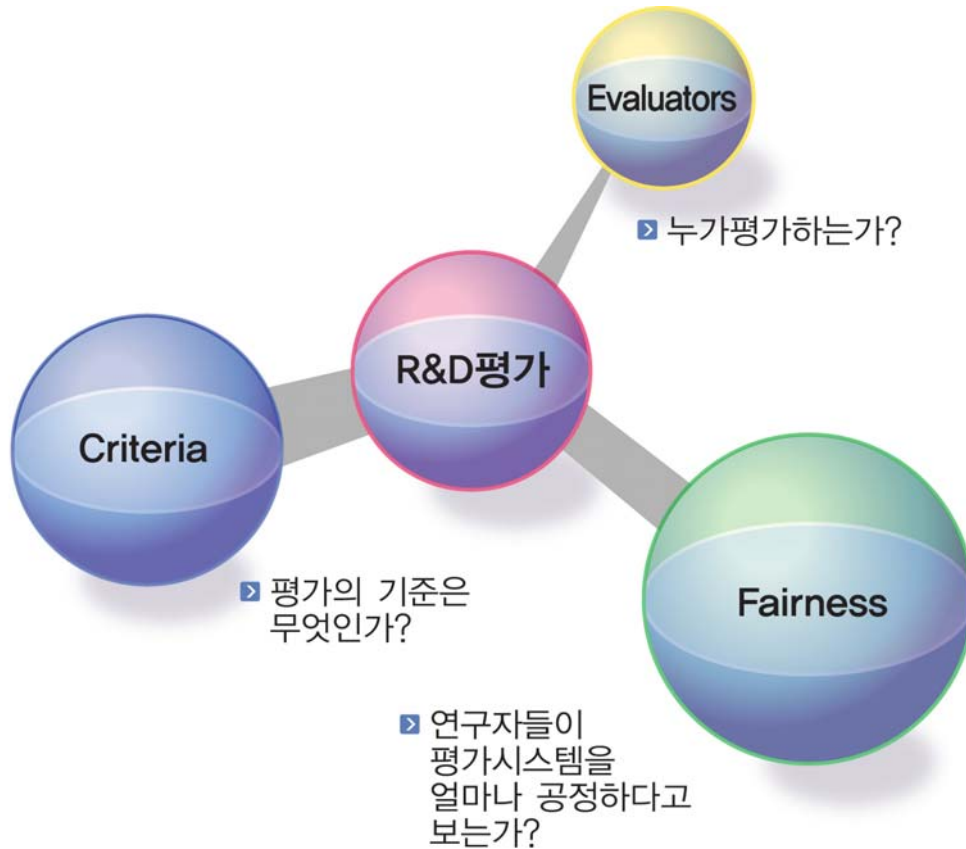 Evaluators
누가평가하는가?
R&D평가
Criteria
평가의 기준은
무엇인가?
Fairness
연구자들이
평가시스템을
얼마나 공정하다고
보는가?